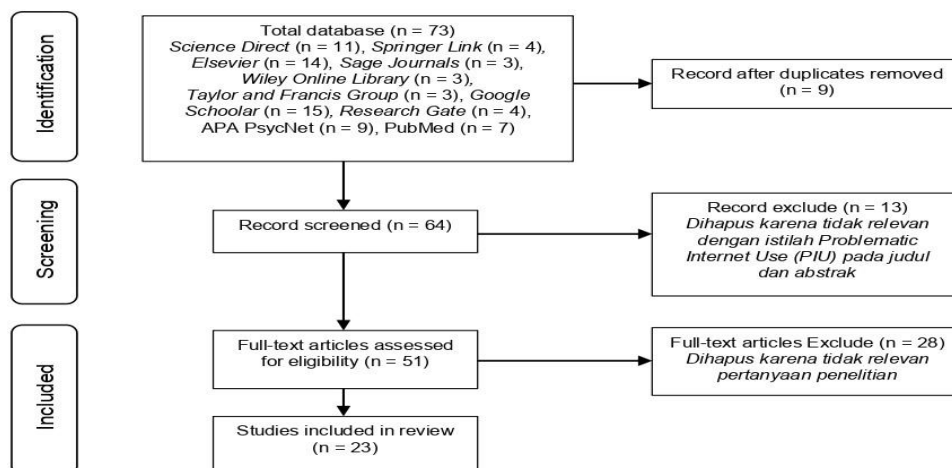 Identification
Total database (n = 73)
Science Direct (n = 11), Springer Link (n = 4),
Elsevier (n = 14), Sage Journals (n = 3),
Wiley Online Library (n = 3),
Taylor and Francis Group (n = 3), Google
Schoolar (n = 15), Research Gate (n = 4),
APA PsycNet (n = 9), PubMed (n = 7)
Record after duplicates removed
(n = 9)
Screening
Record screened (n = 64)
Record exclude (n = 13)
Dihapus karena tidak relevan
dengan istilah Problematic
Internet Use (PIU) pada judul
dan abstrak
Included
Full-text articles assessed
for eligibility (n = 51)
Full-text articles Exclude (n = 28)
Dihapus karena tidak relevan
pertanyaan penelitian
Studies included in review
(n = 23)